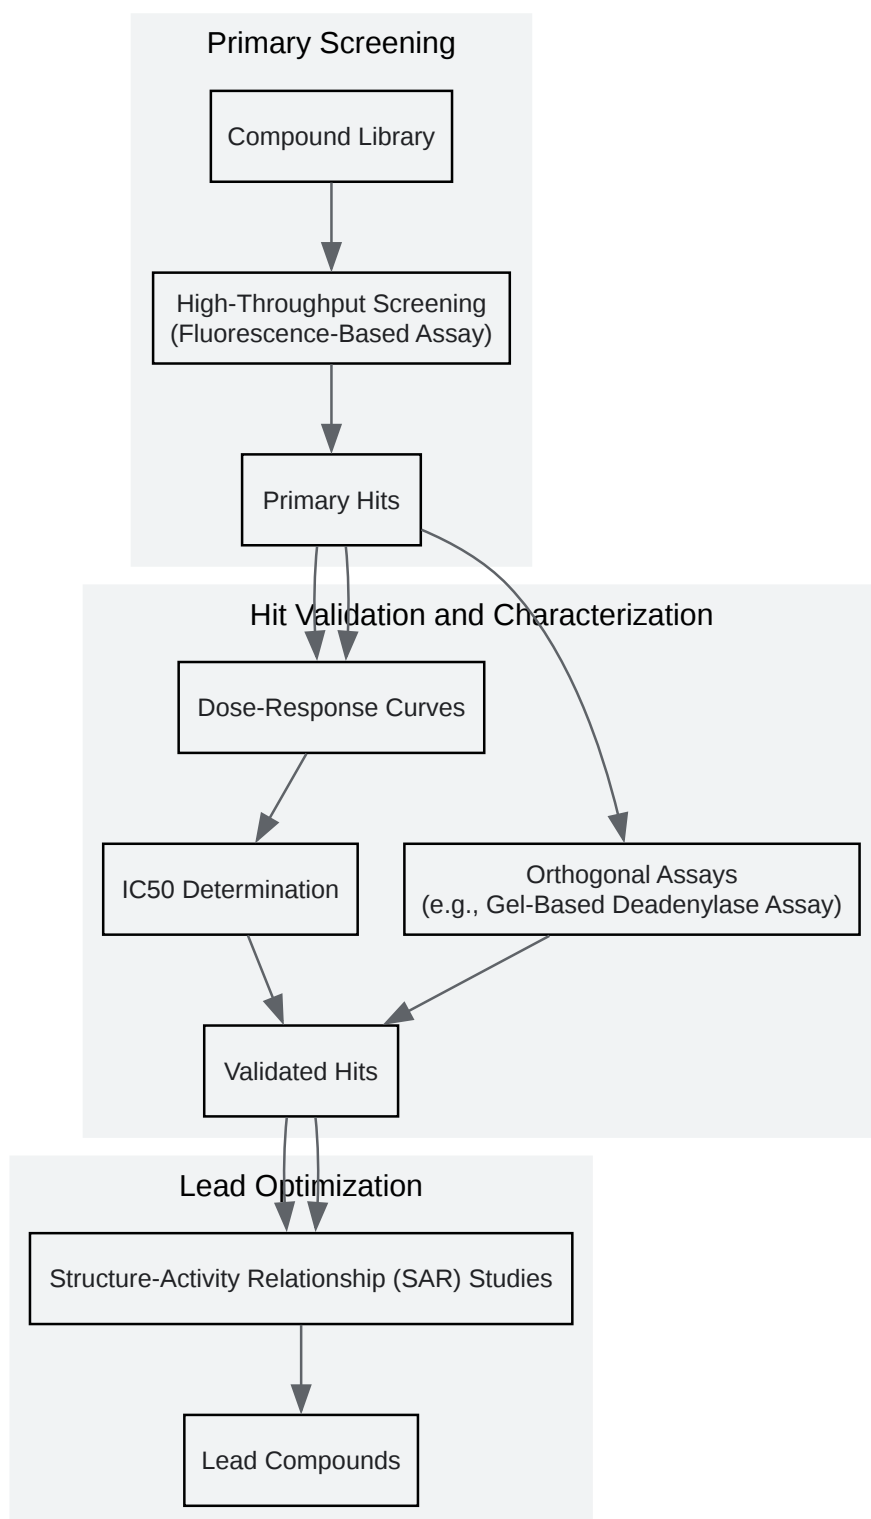 Primary Screening
Compound Library
High-Throughput Screening
(Fluorescence-Based Assay)
Primary Hits
Hit Validation and Characterization
Dose-Response Curves
IC50 Determination
Orthogonal Assays
(e.g., Gel-Based Deadenylase Assay)
Validated Hits
Lead Optimization
Structure-Activity Relationship (SAR) Studies
Lead Compounds